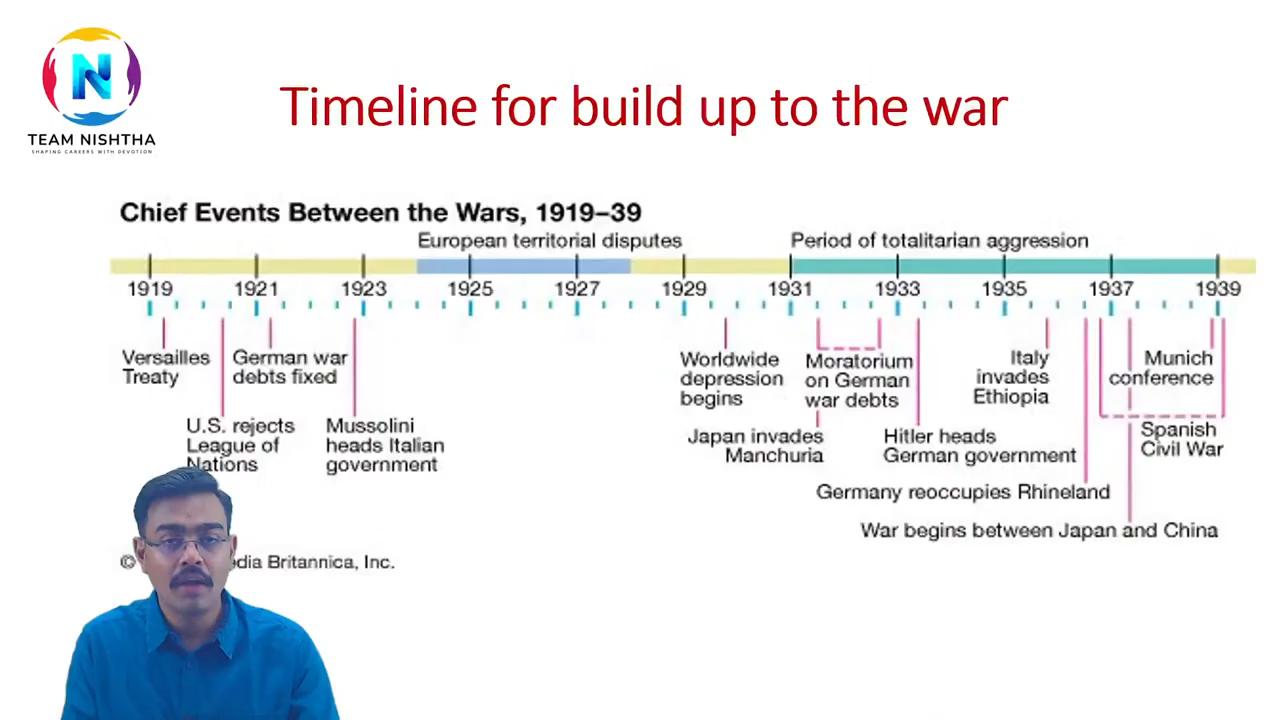 N
TEAM NISHTHA
SHAPING CAREERS WITH DEVOTION
Timeline for build up to the war
Chief Events Between the Wars, 1919–39
European territorial disputes
Period of totalitarian aggression
1919 1921 1923 1925 1927 1929 1931 1933 1935 1937 1939
Versailles
Treaty
German war
debts fixed
U.S. rejects
League of
Nations
Mussolini
heads Italian
government
Worldwide
depression
begins
Moratorium
on German
war debts
Japan invades
Manchuria
Hitler heads
German government
Italy
invades
Ethiopia
Germany reoccupies Rhineland
Munich
conference
Spanish
Civil War
War begins between Japan and China
© dia Britannica, Inc.